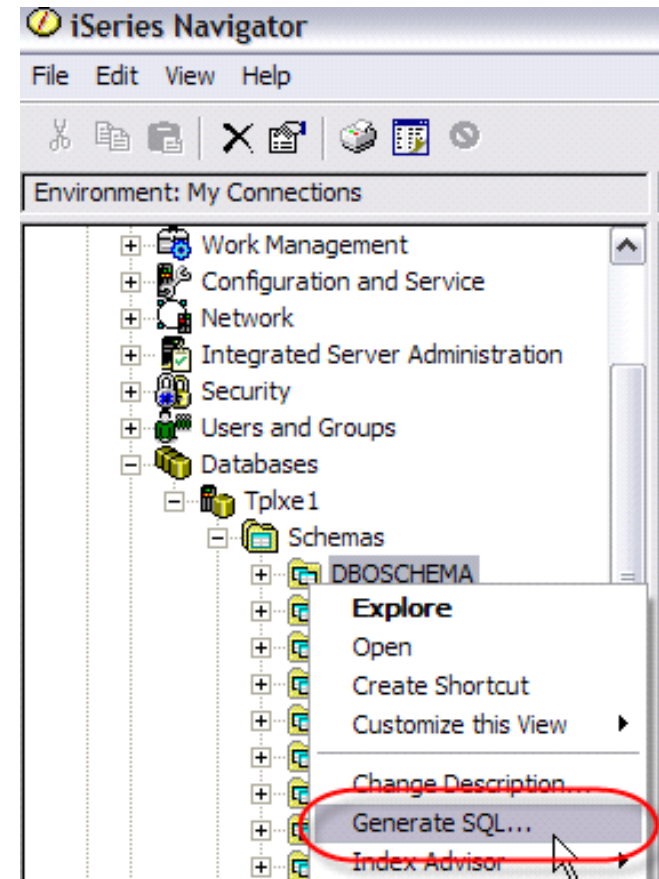 iSeries Navigator
File Edit View Help
Environment: My Connections
Work Management
Configuration and Service
Network
Integrated Server Administration
Security
Users and Groups
Databases
Tplxe1
Schemas
DBOSCHEMA
Explore
Open
Create Shortcut
Customize this View
Change Description...
Generate SQL...
Index Advisor